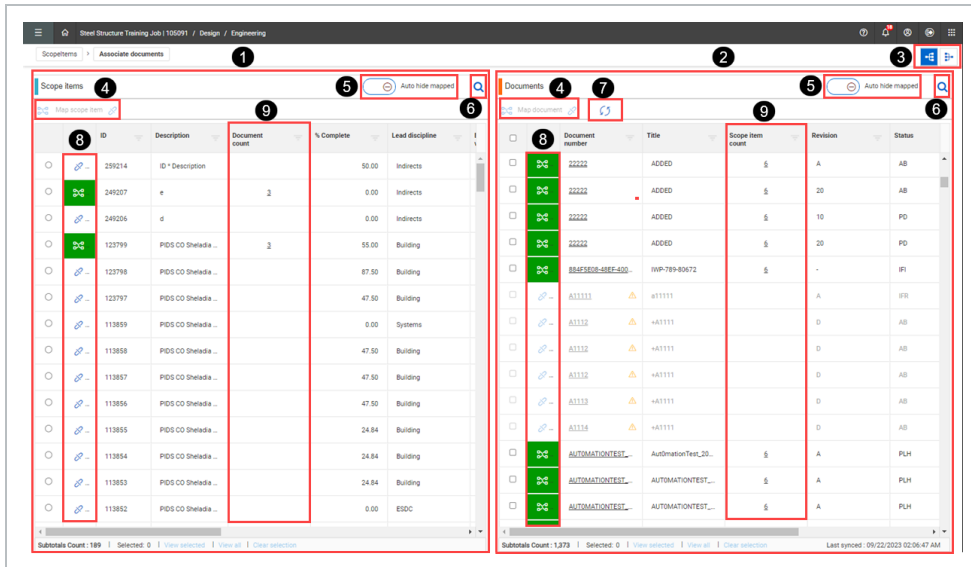 Steel Structure Training Job | 105091 / Design / Engineering
ScopeItems > Associate documents
1
2
3
Scope items
4
5
Auto hide mapped
6
Map scope item
9
8
ID
Description
Document count
% Complete
Lead discipline
259214 ID * Description 50.00 Indirects
249207 e 3 0.00 Indirects
249206 d 0.00 Indirects
123799 PIDS CO Sheladia ... 3 55.00 Building
123798 PIDS CO Sheladia ... 87.50 Building
123797 PIDS CO Sheladia ... 47.50 Building
113859 PIDS CO Sheladia ... 0.00 Systems
113858 PIDS CO Sheladia ... 47.50 Building
113857 PIDS CO Sheladia ... 47.50 Building
113856 PIDS CO Sheladia ... 47.50 Building
113855 PIDS CO Sheladia ... 24.84 Building
113854 PIDS CO Sheladia ... 24.84 Building
113853 PIDS CO Sheladia ... 24.84 Building
113852 PIDS CO Sheladia ... 0.00 ESDC
Subtotals Count : 189 | Selected: 0 | View selected | View all | Clear selection
Documents
4
7
5
Auto hide mapped
6
Map document
9
8
Document number
Title
Scope item count
Revision
Status
22222 ADDED 6 A AB
22222 ADDED 6 20 AB
22222 ADDED 6 10 PD
22222 ADDED 6 20 PD
884F5E08-48EF-400... IWP-789-80672 6 - IFI
A11111 a11111 A IFR
A1112 +A1111 D AB
A1112 +A1111 D AB
A1112 +A1111 D AB
A1113 +A1111 D AB
A1114 +A1111 D AB
AUTOMATIONTEST_... Aut0mationTest_20... 6 A PLH
AUTOMATIONTEST_... AUTOMATIONTEST_... 6 A PLH
AUTOMATIONTEST_... AUTOMATIONTEST_... 6 A PLH
Subtotals Count : 1,373 | Selected: 0 | View selected | View all | Clear selection Last synced : 09/22/2023 02:06:47 AM